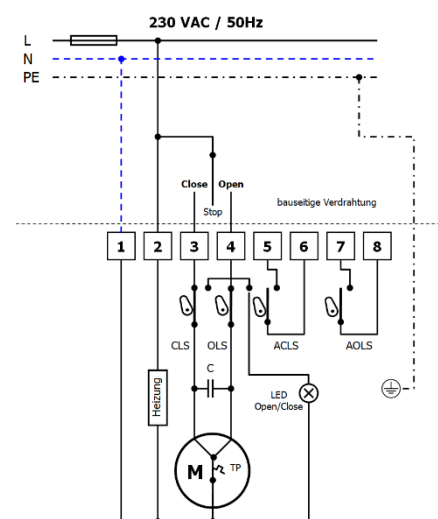 230 VAC / 50Hz
L
N
PE
Close Open
Stop
bauseitige Verdrahtung
1 2 3 4 5 6 7 8
CLS OLS ACLS AOLS
C
Heizung
LED
Open/Close
M TP